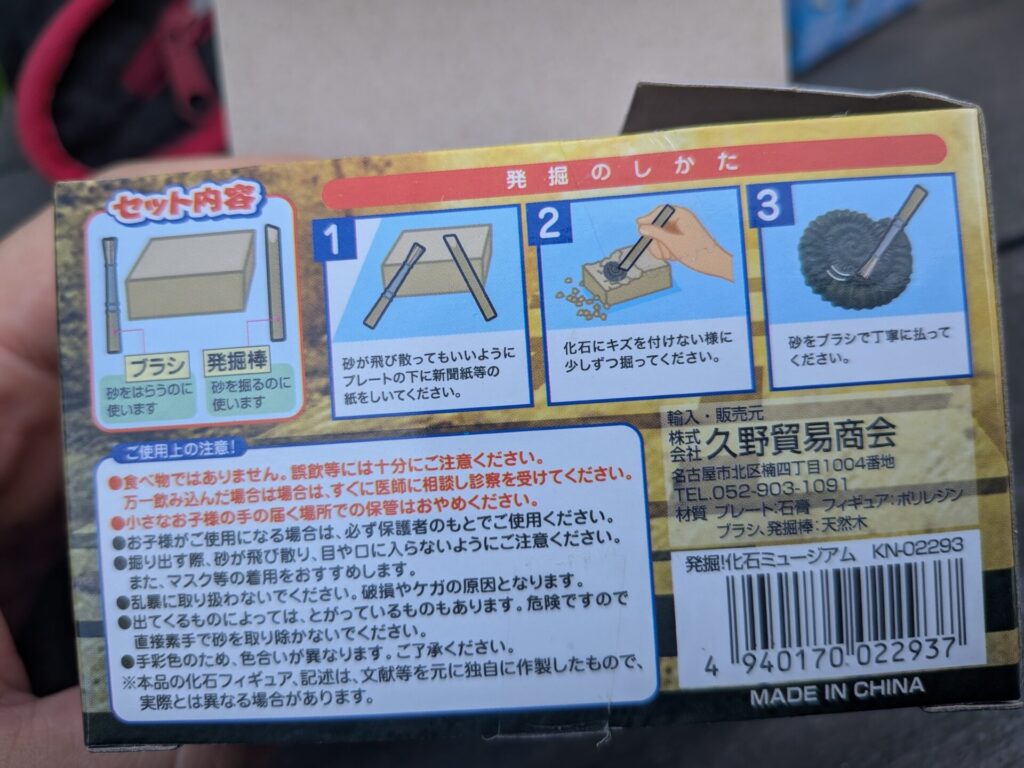 セット内容
ブラシ
砂をはらうのに
使います
発掘棒
砂を掘るのに
使います
発掘のしかた
1
砂が飛び散ってもいいように
プレートの下に新聞紙等の
紙をしいてください。
2
化石にキズを付けない様に
少しずつ掘ってください。
3
砂をブラシで丁寧に払って
ください。
ご使用上の注意!
●食べ物ではありません。誤飲等には十分にご注意ください。
万一飲み込んだ場合は場合は、すぐに医師に相談し診察を受けてください。
●小さなお子様の手の届く場所での保管はおやめください。
●お子様がご使用になる場合は、必ず保護者のもとでご使用ください。
●掘り出す際、砂が飛び散り、目や口に入らないようにご注意ください。
また、マスク等の着用をおすすめします。
●乱暴に取り扱わないでください。破損やケガの原因となります。
●出てくるものによっては、とがっているものもあります。危険ですので
直接素手で砂を取り除かないでください。
●手彩色のため、色合いが異なります。ご了承ください。
※本品の化石フィギュア、記述は、文献等を元に独自に作製したもので、
実際とは異なる場合があります。
輸入・販売元
株式会社 久野貿易商会
名古屋市北区楠四丁目1004番地
TEL.052-903-1091
材質 プレート:石膏 フィギュア:ポリレジン
ブラシ、発掘棒:天然木
発掘!化石ミュージアム KN-02293
4 940170 022937
MADE IN CHINA